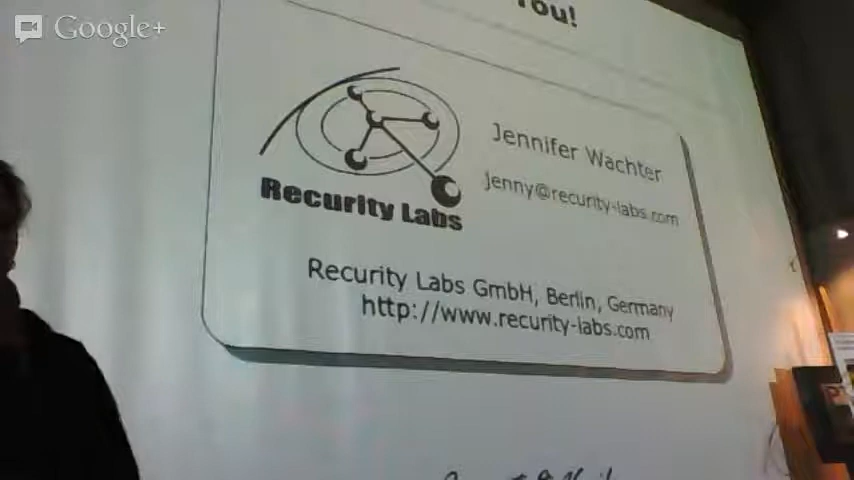 Google+
You!
Jennifer Wachter
jenny@recurity-labs.com
Recurity Labs
Recurity Labs GmbH, Berlin, Germany
http://www.recurity-labs.com